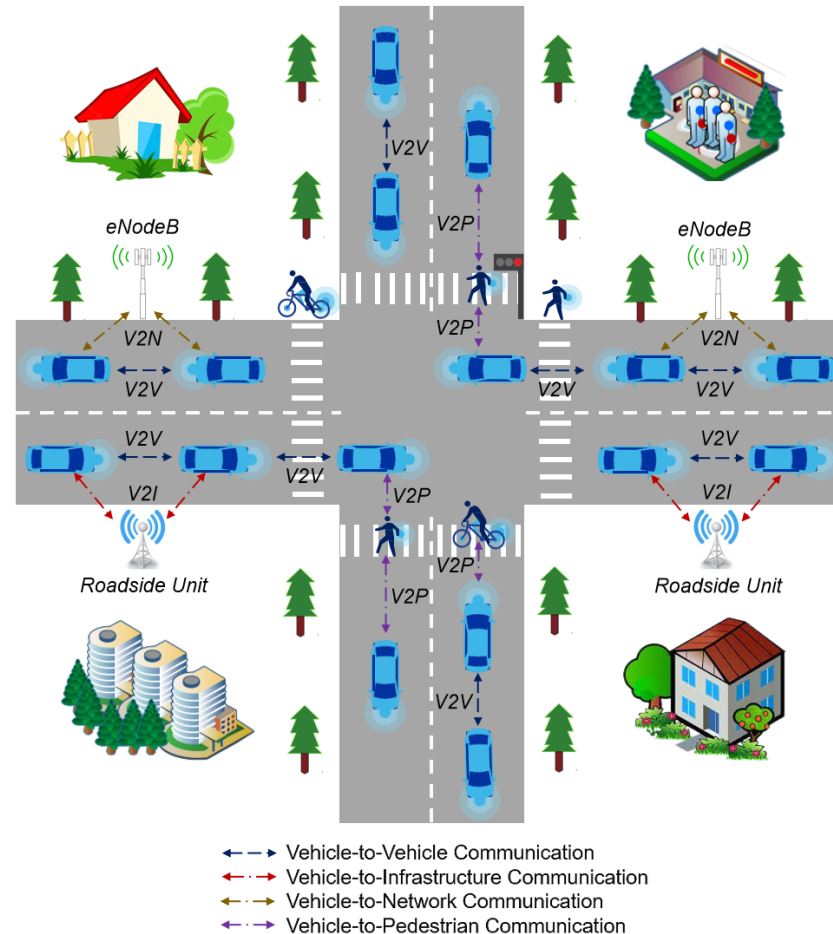 V2V
V2P
eNodeB
eNodeB
V2P
V2N
V2N
V2V
V2V
V2V
V2V
V2V
V2V
V2P
V2I
V2I
V2P
Roadside Unit
Roadside Unit
V2P
V2V
Vehicle-to-Vehicle Communication
Vehicle-to-Infrastructure Communication
Vehicle-to-Network Communication
Vehicle-to-Pedestrian Communication